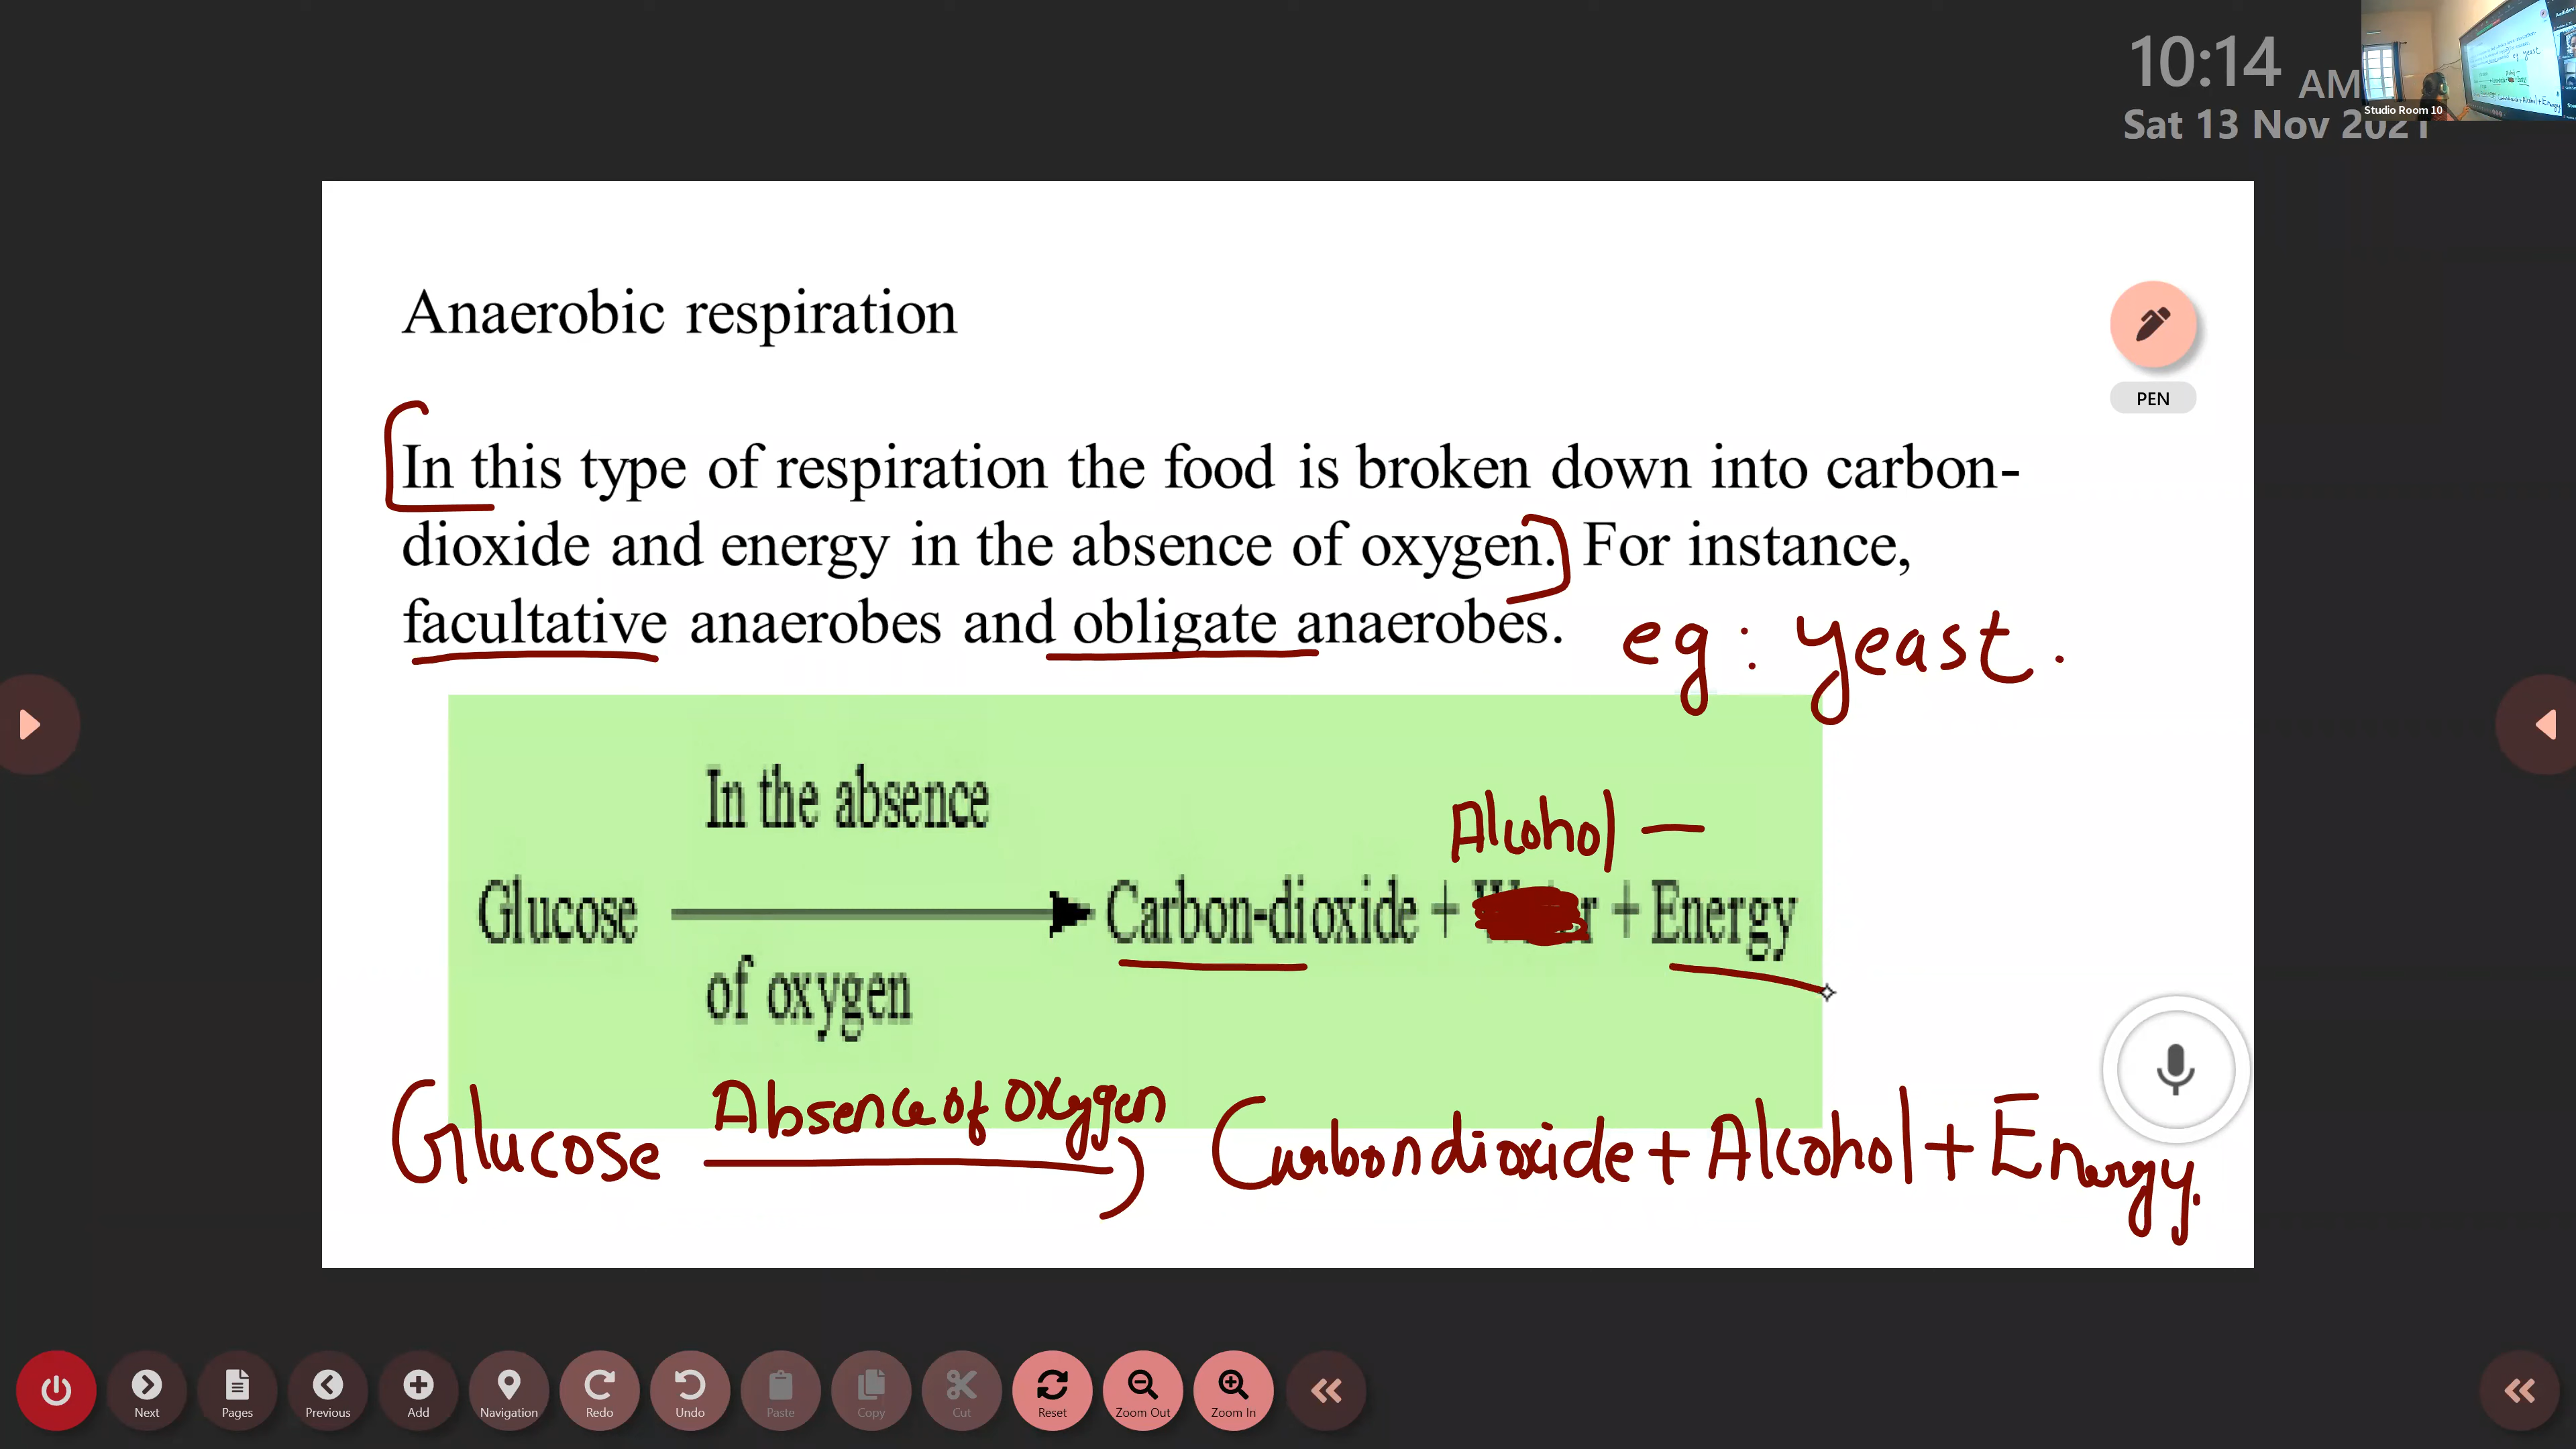 10:14 AM
Studio Room 10
Sat 13 Nov 2021
Anaerobic respiration
PEN
In this type of respiration the food is broken down into carbon-
dioxide and energy in the absence of oxygen. For instance,
facultative anaerobes and obligate anaerobes.
eg : yeast.
In the absence
Alcohol —
Glucose Carbon-dioxide + + Energy
of oxygen
Absence of Oxygen
Glucose Carbondioxide + Alcohol + Energy.
Next Pages Previous Add Navigation Redo Undo Paste Copy Cut Reset Zoom Out Zoom In